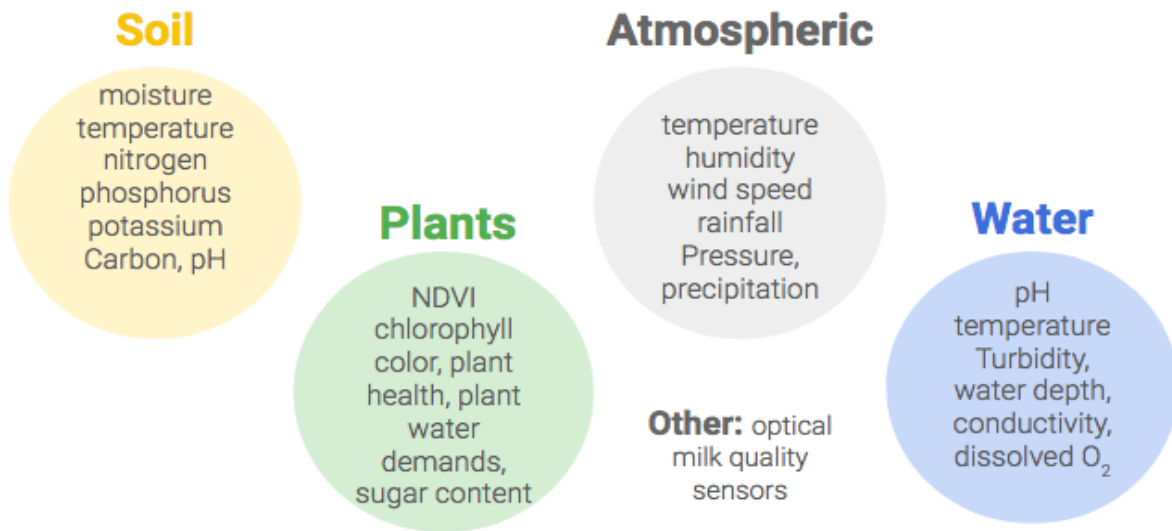 Soil
moisture
temperature
nitrogen
phosphorus
potassium
Carbon, pH
Plants
NDVI
chlorophyll
color, plant
health, plant
water
demands,
sugar content
Atmospheric
temperature
humidity
wind speed
rainfall
Pressure,
precipitation
Other: optical
milk quality
sensors
Water
pH
temperature
Turbidity,
water depth,
conductivity,
dissolved O₂